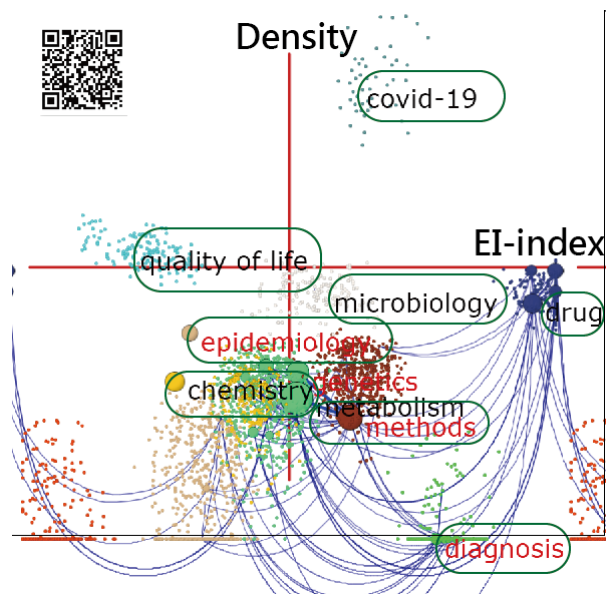 Density
covid-19
EI-index
quality of life
microbiology
drug
epidemiology
genetics
chemistry
metabolism
methods
diagnosis